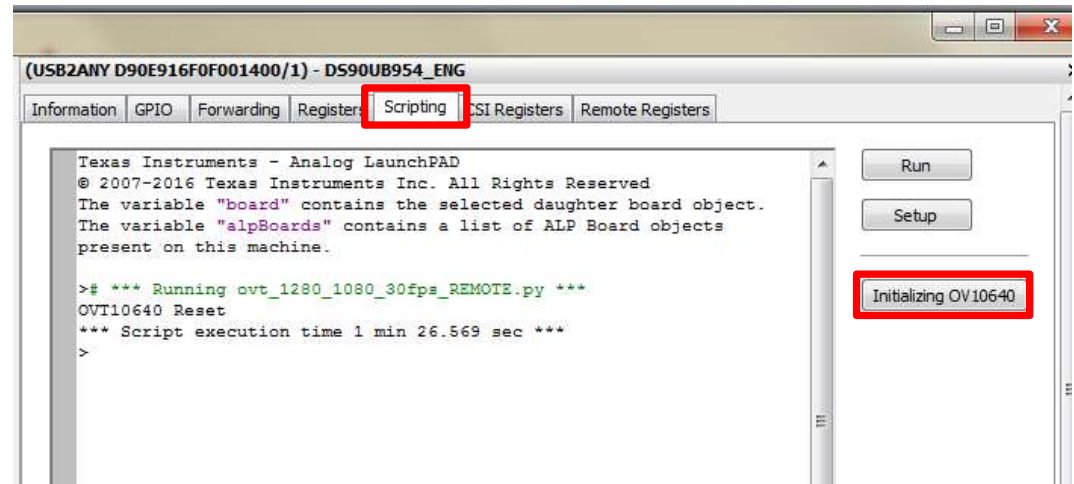 (USB2ANY D90E916F0F001400/1) - DS90UB954_ENG
Information GPIO Forwarding Registers Scripting CSI Registers Remote Registers
Texas Instruments - Analog LaunchPAD
© 2007-2016 Texas Instruments Inc. All Rights Reserved
The variable "board" contains the selected daughter board object.
The variable "alpBoards" contains a list of ALP Board objects
present on this machine.
># *** Running ovt_1280_1080_30fps_REMOTE.py ***
OVT10640 Reset
*** Script execution time 1 min 26.569 sec ***
>
Run
Setup
Initializing OV10640